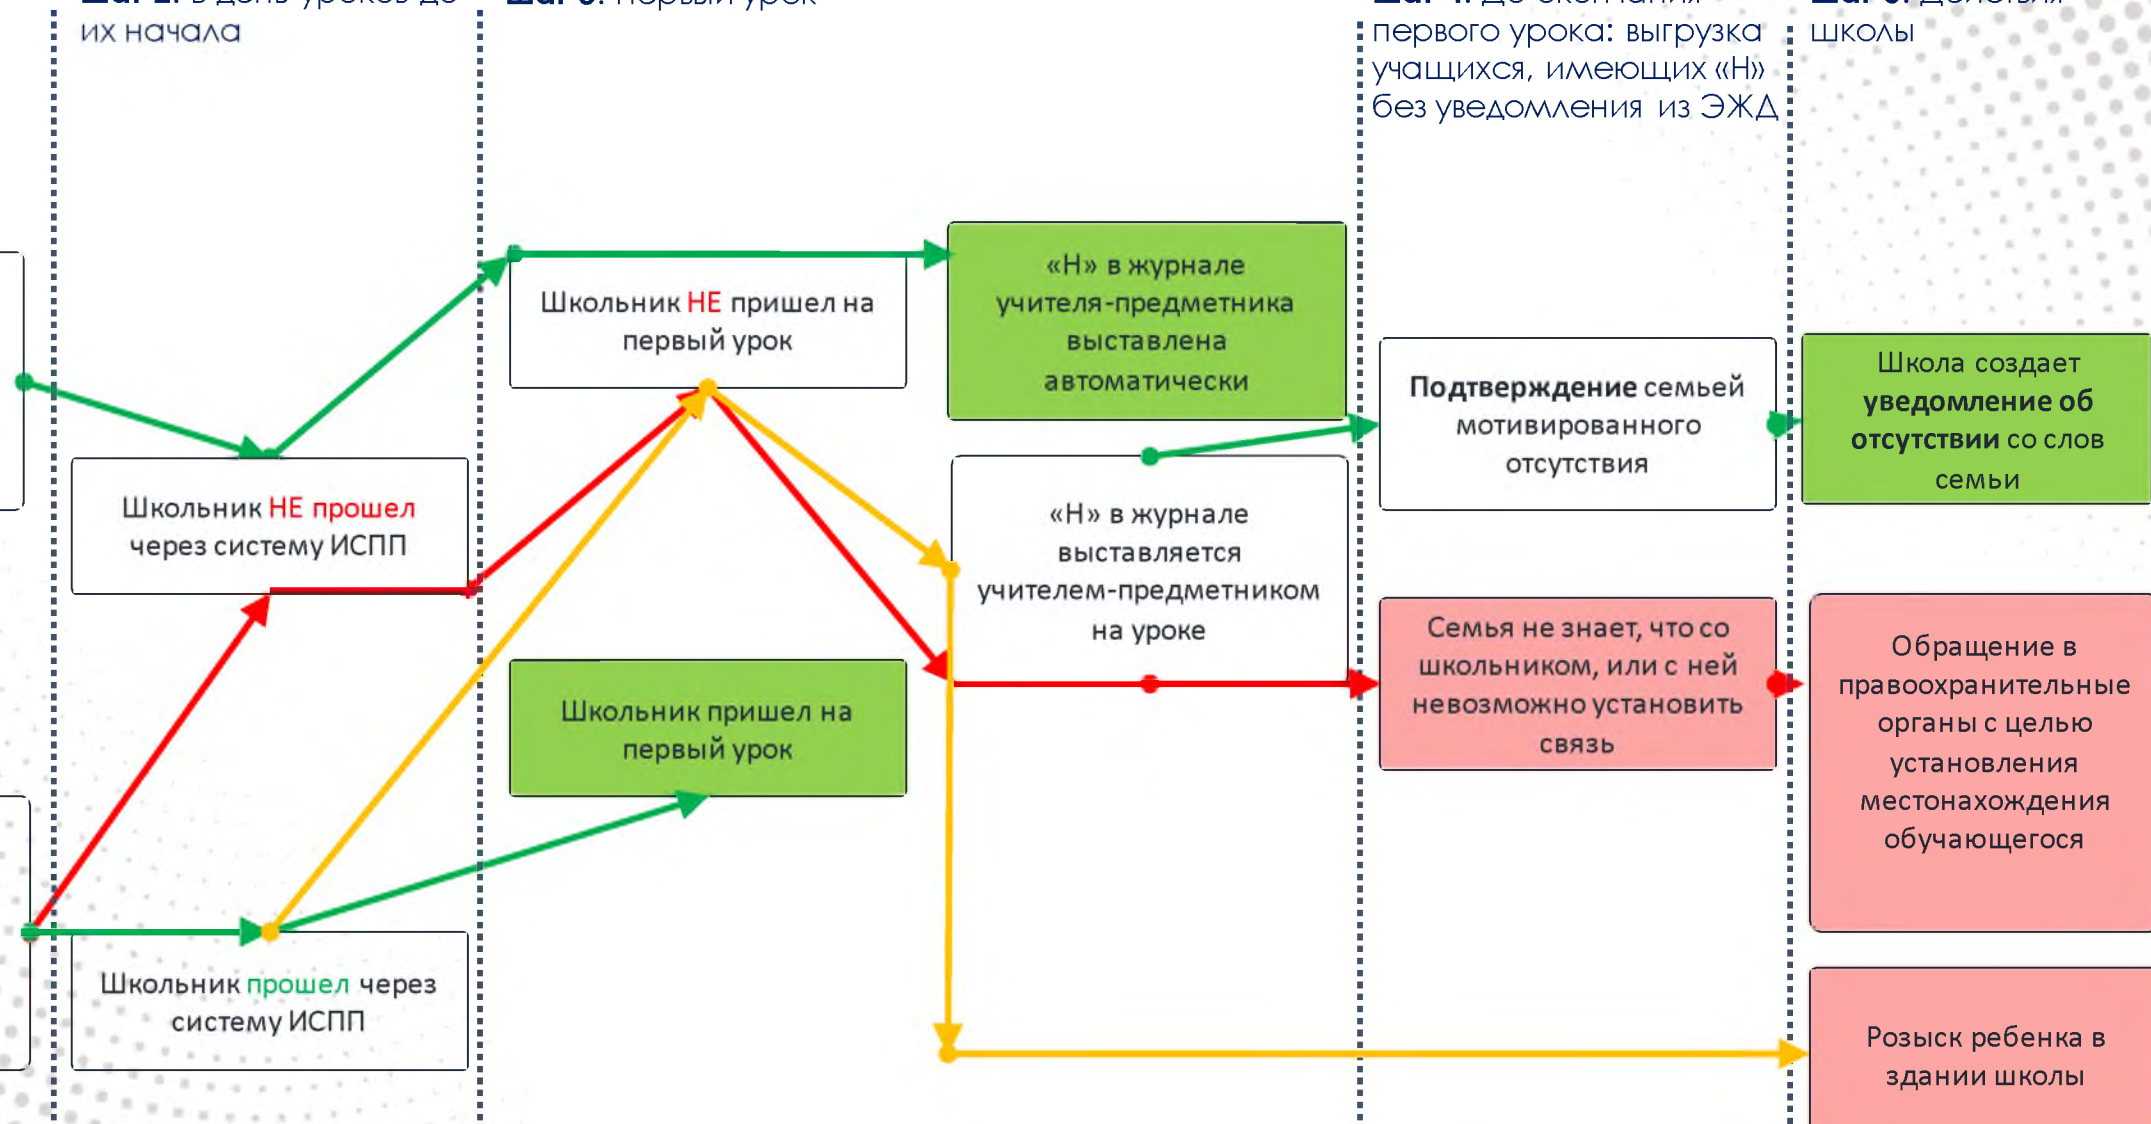 их начала
первого урока: выгрузка
учащихся, имеющих «Н»
без уведомления из ЭЖД
школы
Школьник НЕ прошел
через систему ИСПП
Школьник прошел через
систему ИСПП
Школьник НЕ пришел на
первый урок
Школьник пришел на
первый урок
«Н» в журнале
учителя-предметника
выставлена
автоматически
«Н» в журнале
выставляется
учителем-предметником
на уроке
Подтверждение семьей
мотивированного
отсутствия
Семья не знает, что со
школьником, или с ней
невозможно установить
связь
Школа создает
уведомление об
отсутствии со слов
семьи
Обращение в
правоохранительные
органы с целью
установления
местонахождения
обучающегося
Розыск ребенка в
здании школы